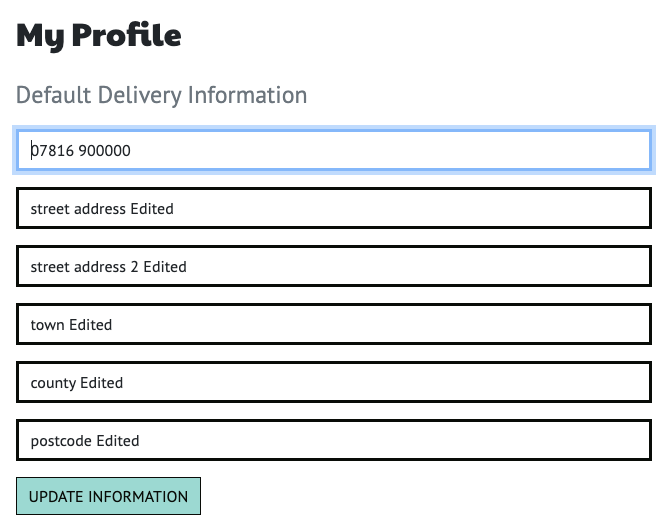 My Profile
Default Delivery Information
07816 900000
street address Edited
street address 2 Edited
town Edited
county Edited
postcode Edited
UPDATE INFORMATION